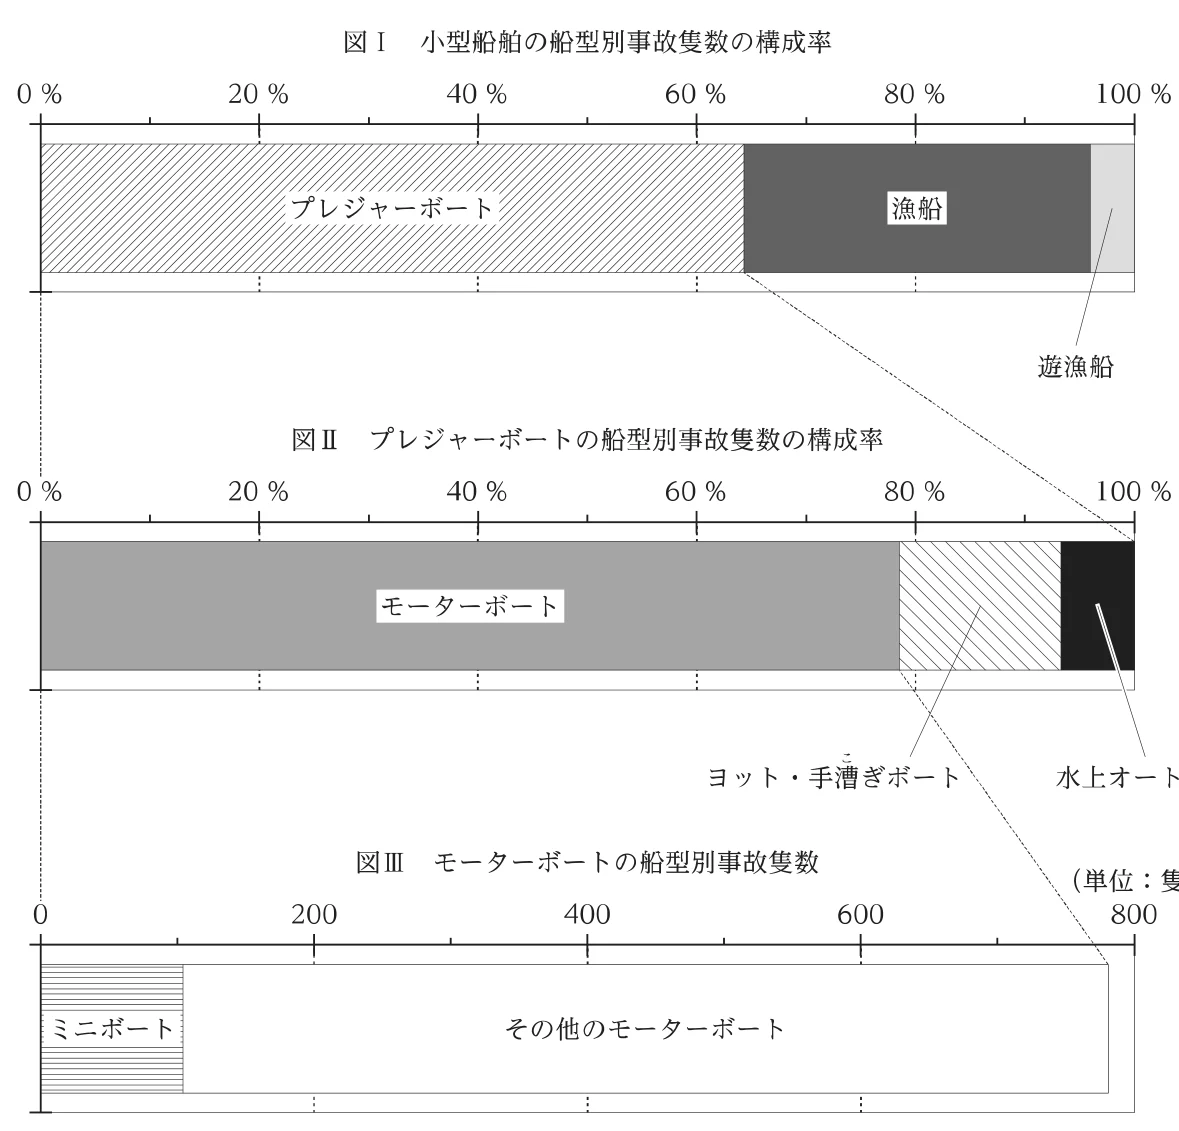 図Ⅰ　小型船舶の船型別事故隻数の構成率
0 % 20 % 40 % 60 % 80 % 100 %
プレジャーボート 漁船
遊漁船
図Ⅱ　プレジャーボートの船型別事故隻数の構成率
0 % 20 % 40 % 60 % 80 % 100 %
モーターボート
こ
ヨット・手漕ぎボート 水上オート
図Ⅲ　モーターボートの船型別事故隻数
（単位：隻
0 200 400 600 800
ミニボート その他のモーターボート